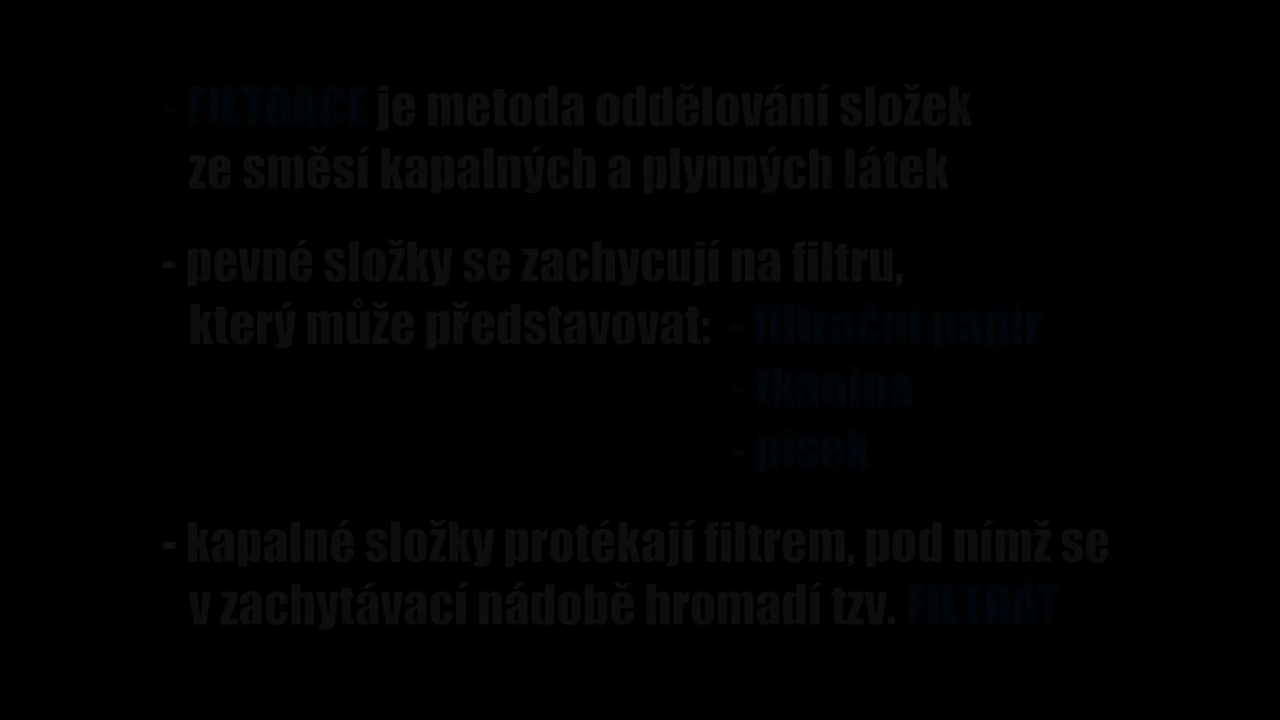 - FILTRACE je metoda oddělování složek
ze směsí kapalných a plynných látek
- pevné složky se zachycují na filtru,
který může představovat: - filtrační papír
- tkanina
- písek
- kapalné složky protékají filtrem, pod nímž se
v zachytávací nádobě hromadí tzv. FILTRÁT